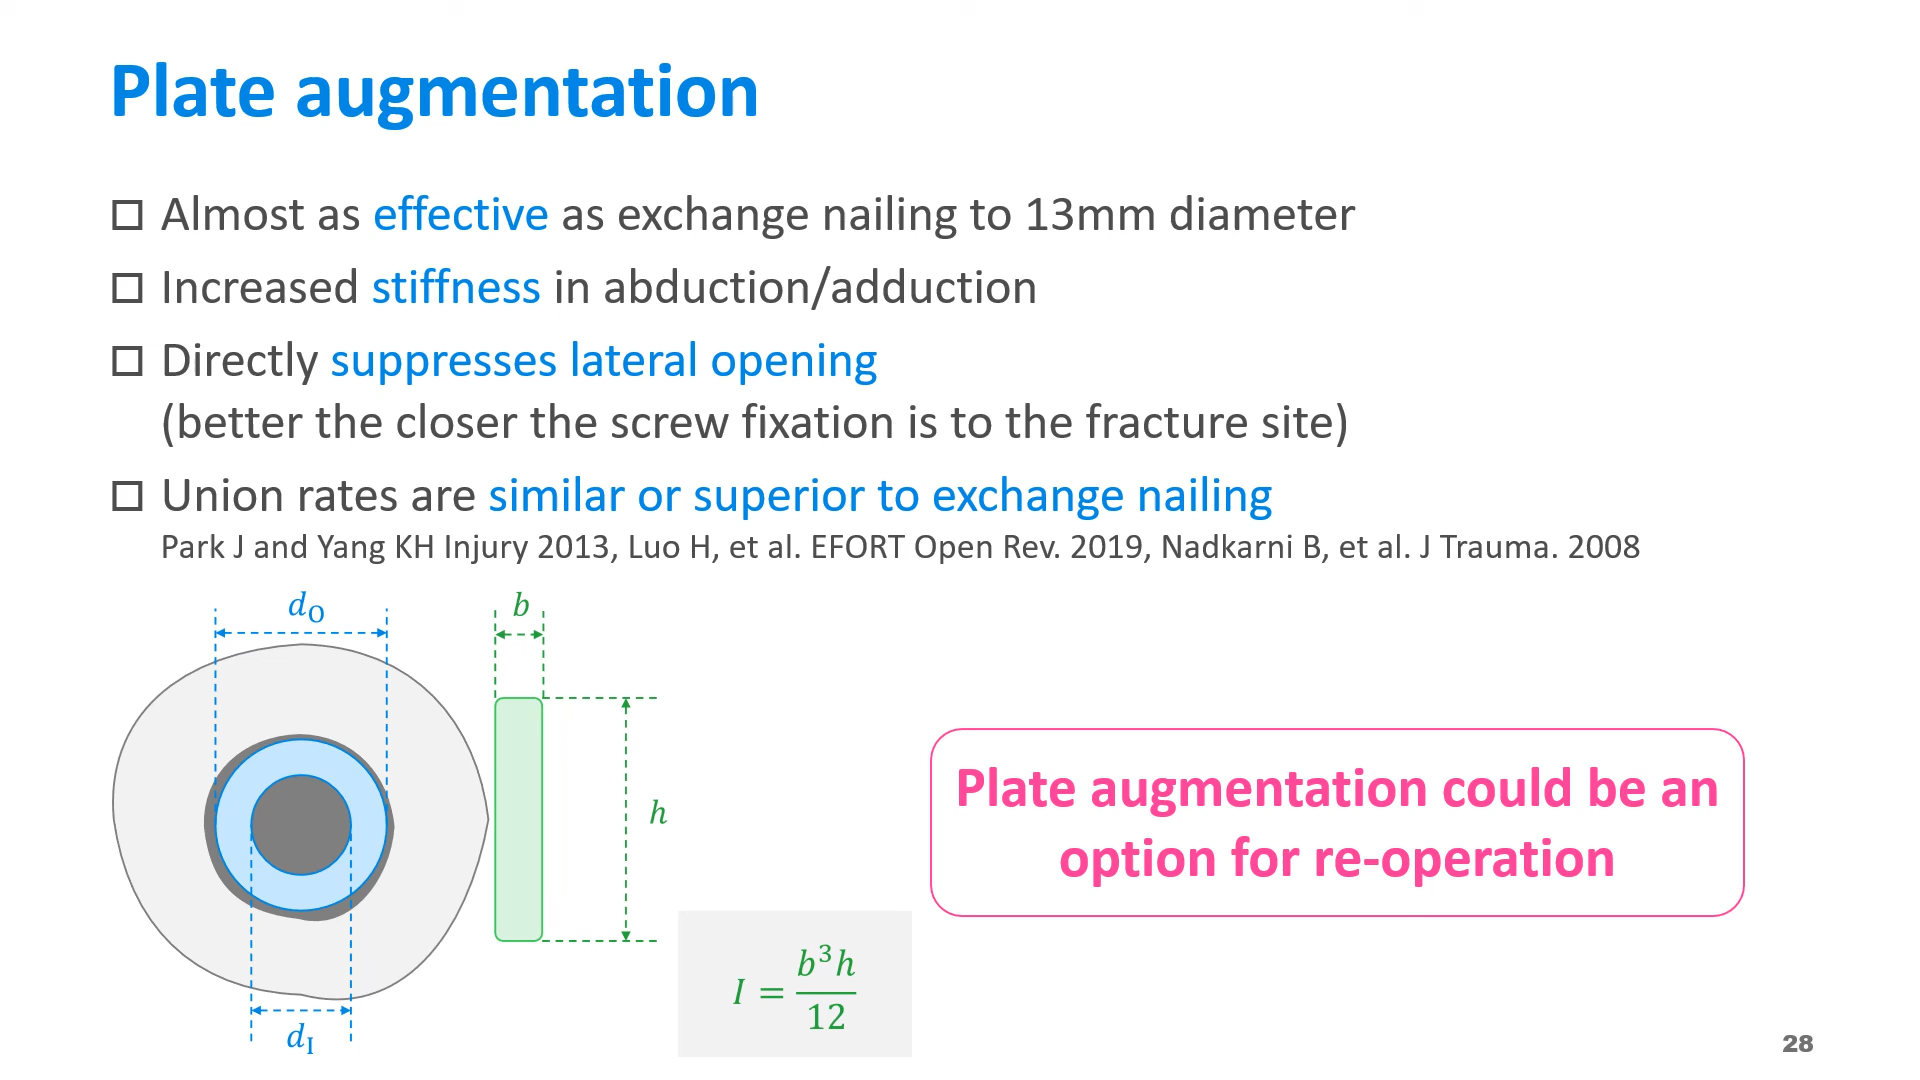 Plate augmentation
□ Almost as effective as exchange nailing to 13mm diameter
□ Increased stiffness in abduction/adduction
□ Directly suppresses lateral opening
(better the closer the screw fixation is to the fracture site)
□ Union rates are similar or superior to exchange nailing
Park J and Yang KH Injury 2013, Luo H, et al. EFORT Open Rev. 2019, Nadkarni B, et al. J Trauma. 2008
d_O
b
h
d_I
I = b³h / 12
Plate augmentation could be an
option for re-operation
28